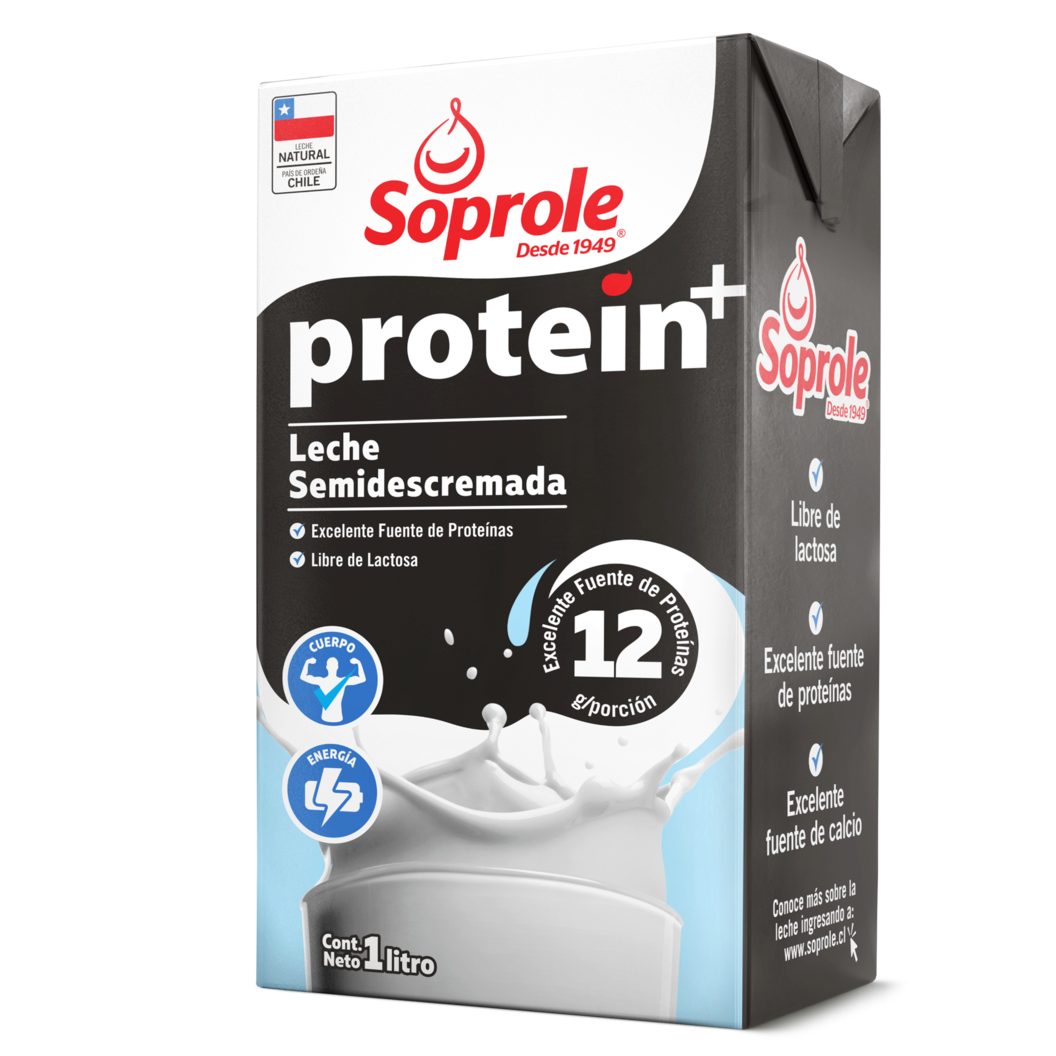 LECHE
NATURAL
PAÍS DE ORDEÑA
CHILE
Soprole
Desde 1949®
protein+
Leche
Semidescremada
Excelente Fuente de Proteínas
Libre de Lactosa
Excelente Fuente de Proteínas
12
g/porción
CUERPO
ENERGÍA
Cont.
Neto 1 litro
Soprole
Desde 1949®
Libre de
lactosa
Excelente fuente
de proteínas
Excelente
fuente de calcio
Conoce más sobre la
leche ingresando a:
www.soprole.cl